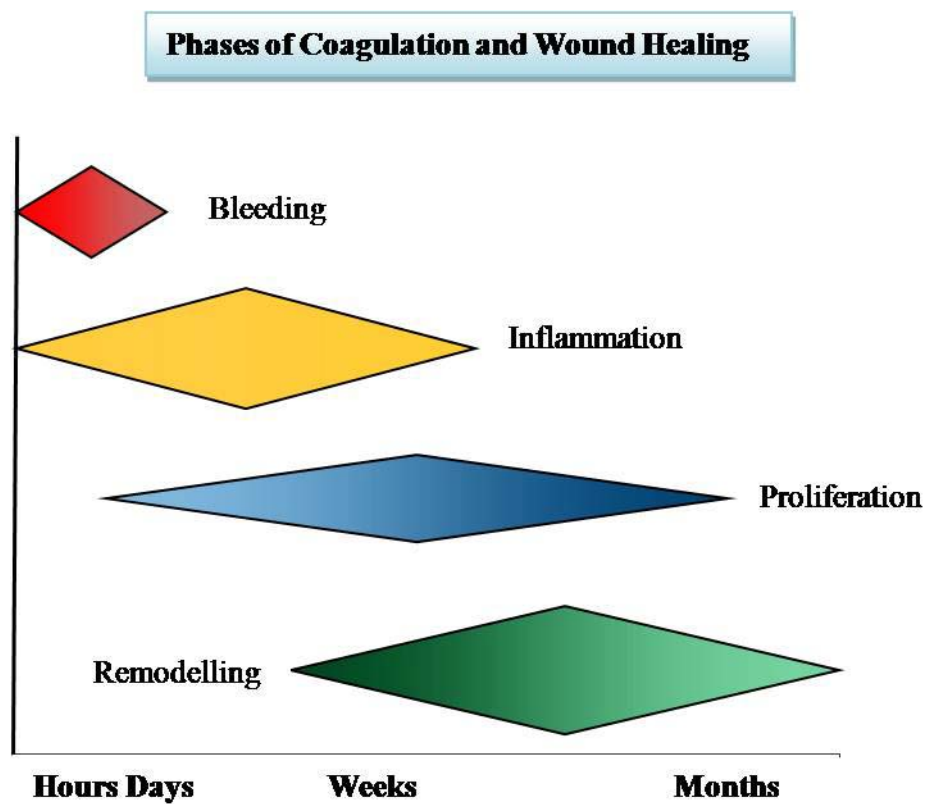 Phases of Coagulation and Wound Healing
Bleeding
Inflammation
Proliferation
Remodelling
Hours Days Weeks Months